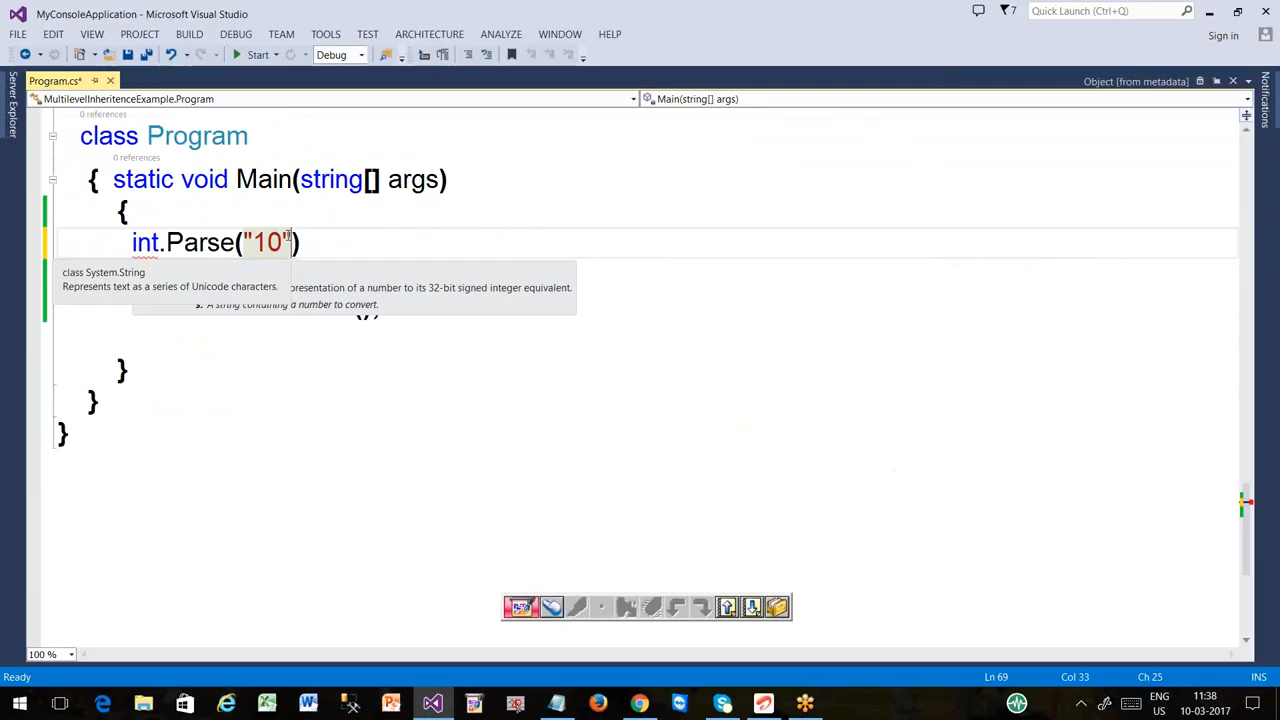 MyConsoleApplication - Microsoft Visual Studio
7
Quick Launch (Ctrl+Q)
FILE EDIT VIEW PROJECT BUILD DEBUG TEAM TOOLS TEST ARCHITECTURE ANALYZE WINDOW HELP
Sign in
Start Debug
Program.cs*
Object [from metadata]
MultilevelInheritenceExample.Program
Main(string[] args)
Server Explorer
Notifications
0 references
class Program
0 references
{ static void Main(string[] args)
{
int.Parse("10")
class System.String
Represents text as a series of Unicode characters.
presentation of a number to its 32-bit signed integer equivalent.
s: A string containing a number to convert.
();
}
}
}
100 %
Ready
Ln 69 Col 33 Ch 25 INS
ENG
US
11:38
10-03-2017